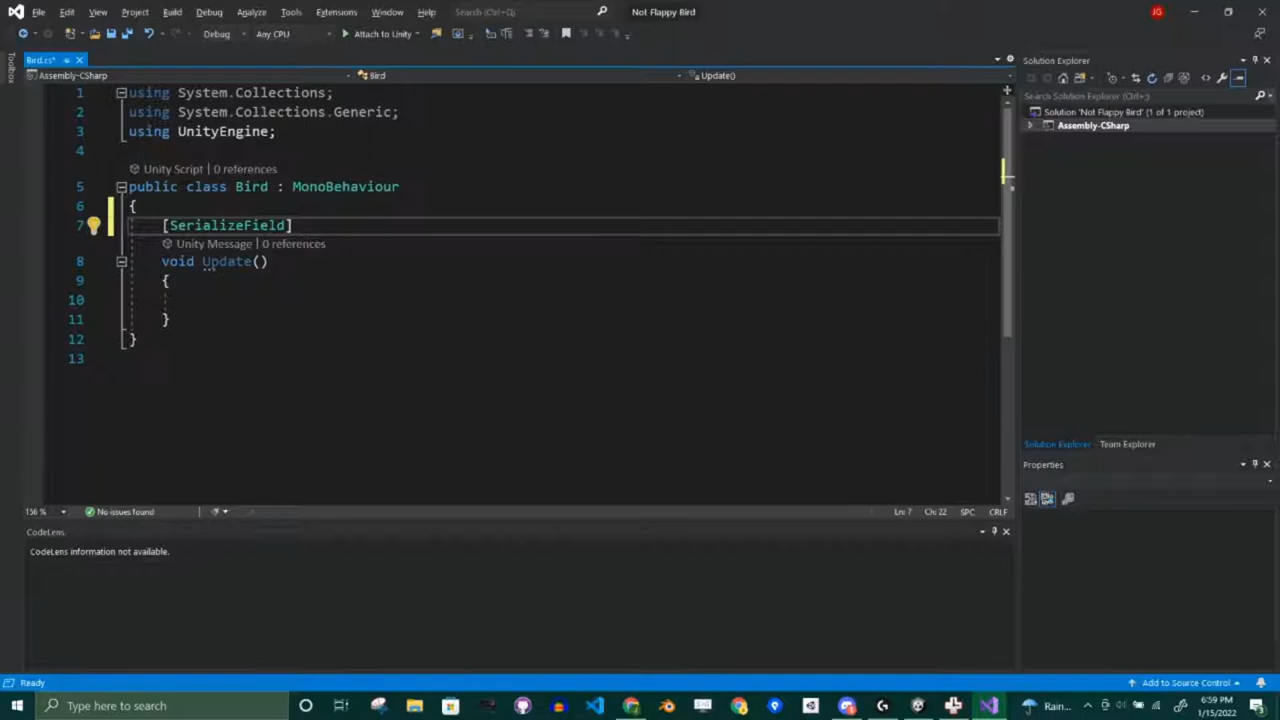 File Edit View Git Project Build Debug Analyze Tools Extensions Window Help Search (Ctrl+Q) Not Flappy Bird JG
Debug Any CPU Attach to Unity
Bird.cs*
Toolbox
Assembly-CSharp Bird Update()
1 using System.Collections;
2 using System.Collections.Generic;
3 using UnityEngine;
4
Unity Script | 0 references
5 public class Bird : MonoBehaviour
6 {
7 [SerializeField]
Unity Message | 0 references
8 void Update()
9 {
10
11 }
12 }
13
156 % No issues found Ln: 7 Ch: 22 SPC CRLF
CodeLens
CodeLens information not available.
Solution Explorer
Search Solution Explorer (Ctrl+;)
Solution 'Not Flappy Bird' (1 of 1 project)
Assembly-CSharp
Solution Explorer Team Explorer
Properties
Ready Add to Source Control
Type here to search Rain... 6:59 PM
1/15/2022